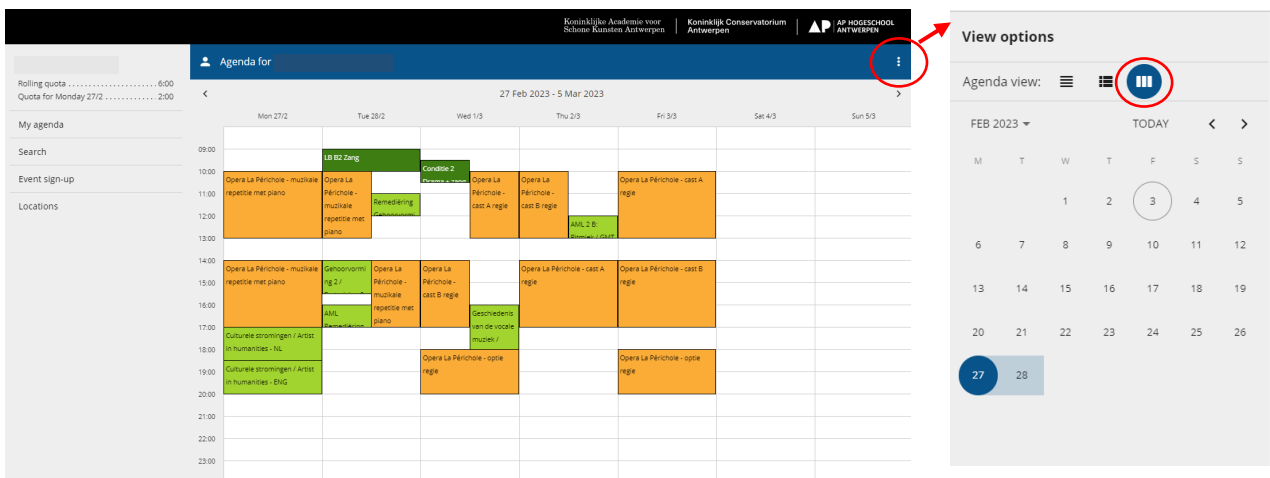 Koninklijke Academie voor
Schone Kunsten Antwerpen
Koninklijk Conservatorium
Antwerpen
AP
AP HOGESCHOOL
ANTWERPEN
Agenda for
Rolling quota . . . . . . . . . . . . . . . . . . . . . . 6:00
Quota for Monday 27/2 . . . . . . . . . . . . 2:00
My agenda
Search
Event sign-up
Locations
27 Feb 2023 - 5 Mar 2023
Mon 27/2 Tue 28/2 Wed 1/3 Thu 2/3 Fri 3/3 Sat 4/3 Sun 5/3
09:00
10:00
11:00
12:00
13:00
14:00
15:00
16:00
17:00
18:00
19:00
20:00
21:00
22:00
23:00
Opera La Périchole - muzikale
repetitie met piano
Opera La Périchole - muzikale
repetitie met piano
Culturele stromingen / Artist
in humanities - NL
Culturele stromingen / Artist
in humanities - ENG
LB B2 Zang
Opera La
Périchole -
muzikale
repetitie met
piano
Remediëring
Gehoorvormi
Gehoorvormi
ng 2 /
Opera La
Périchole -
muzikale
repetitie met
piano
AML
Remediëring
Conditie 2
Drama + zang
Opera La
Périchole -
cast A regie
Opera La
Périchole -
cast B regie
Geschiedenis
van de vocale
muziek /
Opera La Périchole - optie
regie
Opera La
Périchole -
cast B regie
AML 2 B:
Ritmiek / GMT
Opera La Périchole - cast A
regie
Opera La Périchole - cast A
regie
Opera La Périchole - cast B
regie
Opera La Périchole - optie
regie
View options
Agenda view:
FEB 2023 TODAY
M T W T F S S
1 2 3 4 5
6 7 8 9 10 11 12
13 14 15 16 17 18 19
20 21 22 23 24 25 26
27 28